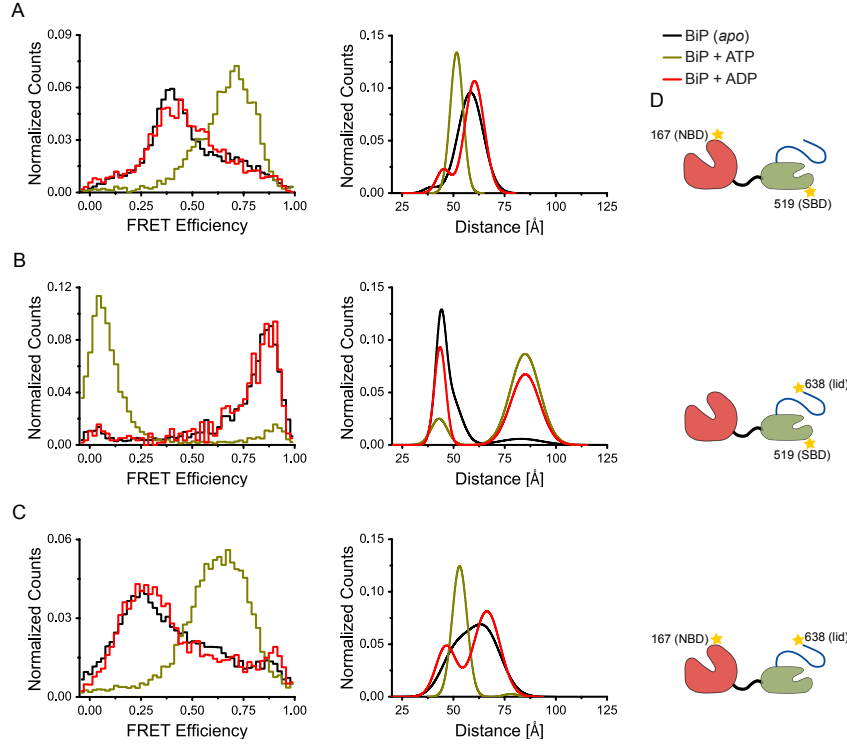 A
Normalized Counts
0.09
0.06
0.03
0.00
0.00 0.25 0.50 0.75 1.00
FRET Efficiency
Normalized Counts
0.15
0.10
0.05
0.00
25 50 75 100 125
Distance [Å]
BiP (apo)
BiP + ATP
BiP + ADP
D
167 (NBD)
519 (SBD)
B
Normalized Counts
0.12
0.08
0.04
0.00
0.00 0.25 0.50 0.75 1.00
FRET Efficiency
Normalized Counts
0.15
0.10
0.05
0.00
25 50 75 100 125
Distance [Å]
638 (lid)
519 (SBD)
C
Normalized Counts
0.06
0.03
0.00
0.00 0.25 0.50 0.75 1.00
FRET Efficiency
Normalized Counts
0.15
0.10
0.05
0.00
25 50 75 100 125
Distance [Å]
167 (NBD)
638 (lid)